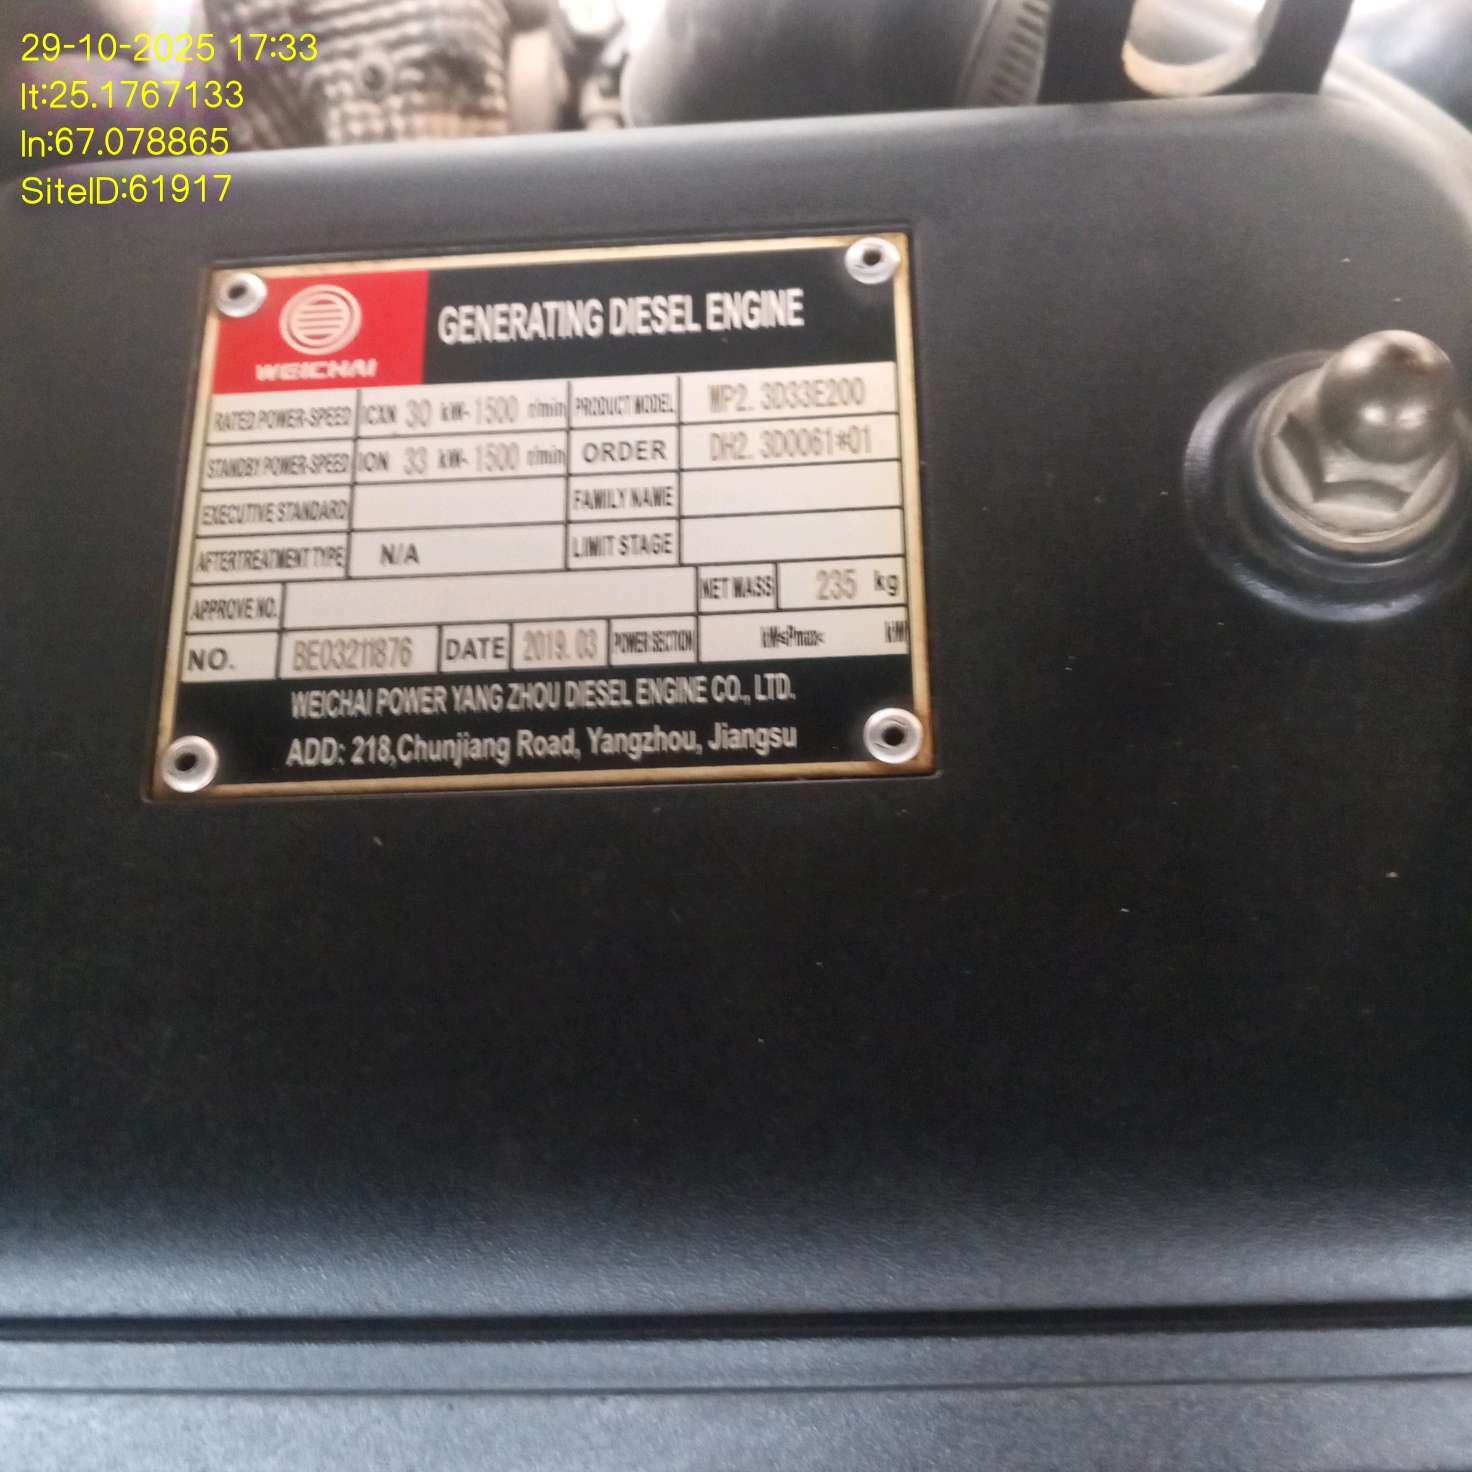 29-10-2025 17:33
lt:25.1767133
ln:67.078865
SiteID:61917
WEICHAI
GENERATING DIESEL ENGINE
RATED POWER-SPEED ICXN 30 kW- 1500 r/min PRODUCT MODEL WP2. 3D33E200
STANDBY POWER-SPEED ION 33 kW- 1500 r/min ORDER DH2. 3D0061*01
EXECUTIVE STANDARD FAMILY NAME
AFTERTREATMENT TYPE N/A LIMIT STAGE
APPROVE NO. NET MASS 235 kg
NO. BE03211876 DATE 2019. 03 POWER SECTION kW<Pmax< kW
WEICHAI POWER YANG ZHOU DIESEL ENGINE CO., LTD.
ADD: 218,Chunjiang Road, Yangzhou, Jiangsu